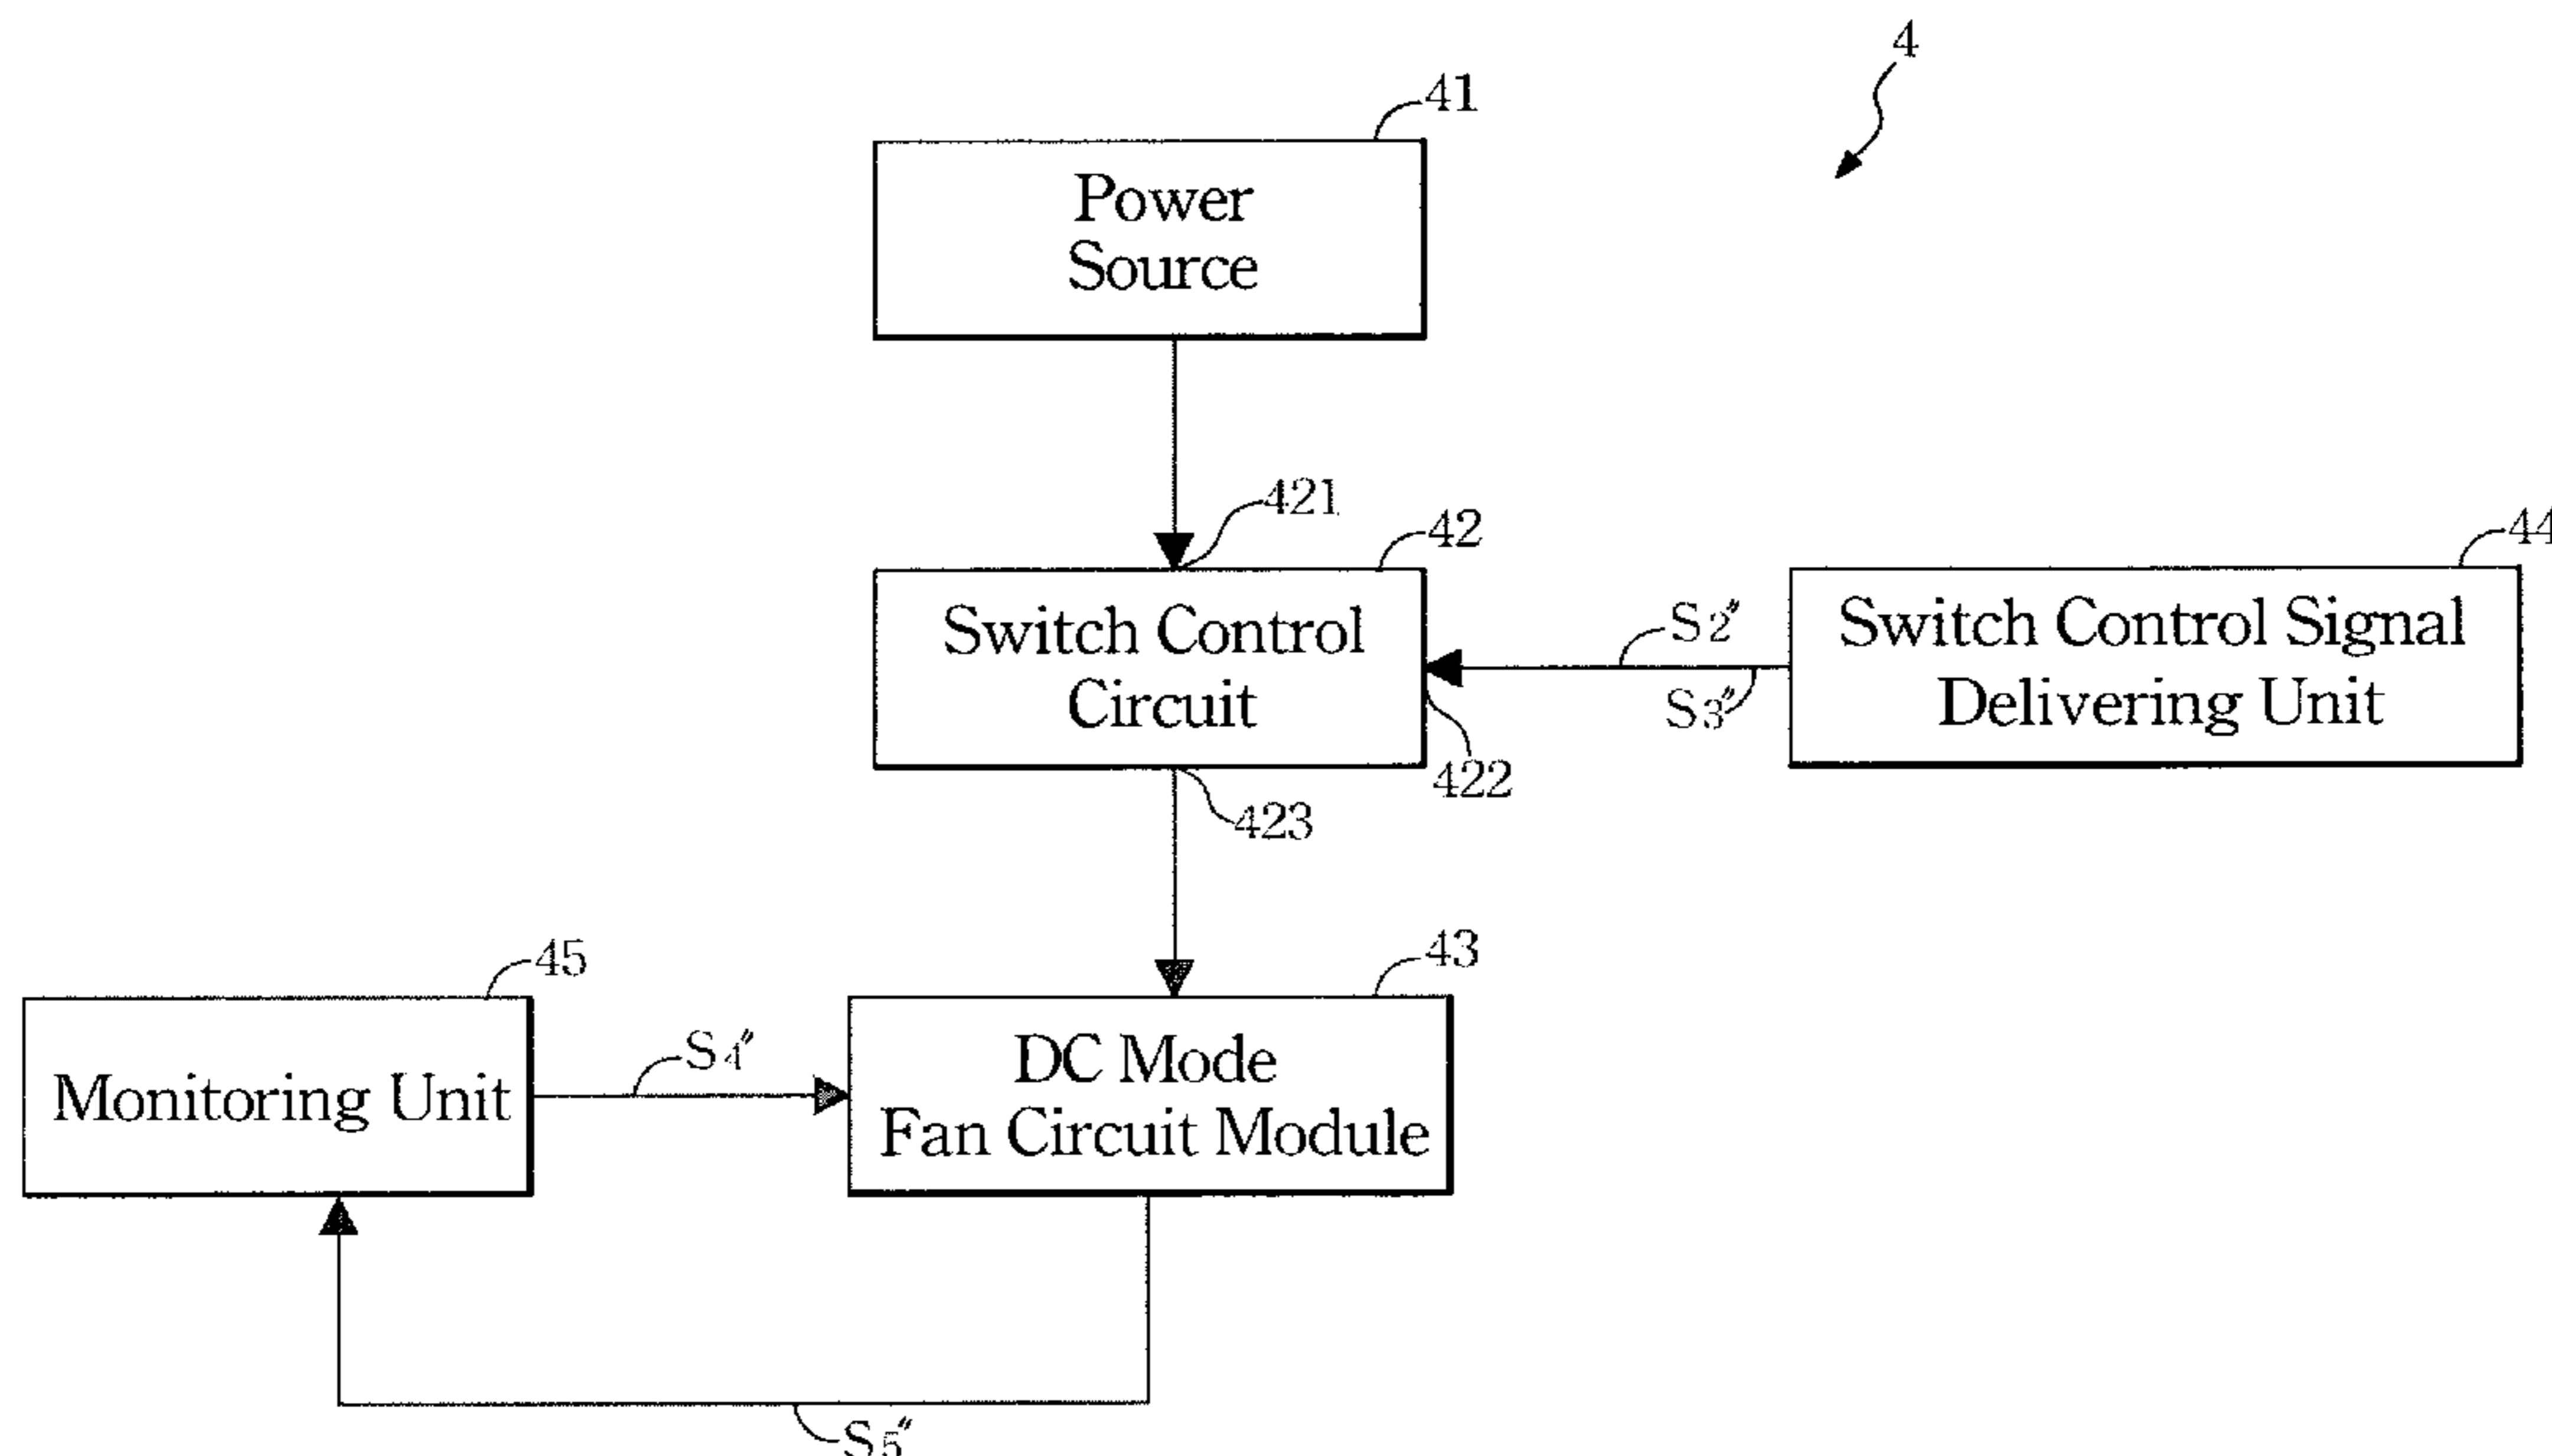 4
41
Power
Source
421
42
44
Switch Control
Circuit
S2"
S3"
Switch Control Signal
Delivering Unit
422
423
45
43
Monitoring Unit
S4"
DC Mode
Fan Circuit Module
S5"